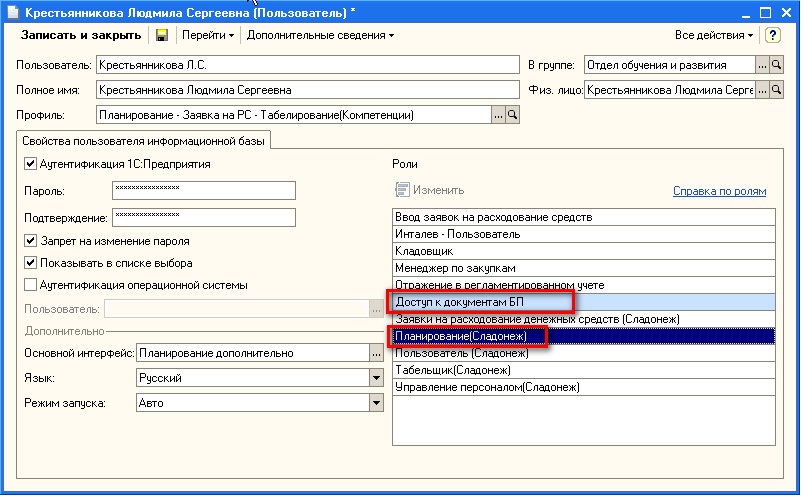 Крестьянникова Людмила Сергеевна (Пользователь) *
Записать и закрыть Перейти Дополнительные сведения Все действия ?
Пользователь: Крестьянникова Л.С. В группе: Отдел обучения и развития ...
Полное имя: Крестьянникова Людмила Сергеевна Физ. лицо: Крестьянникова Людмила Серге ...
Профиль: Планирование - Заявка на РС - Табелирование(Компетенции) ...
Свойства пользователя информационной базы
Аутентификация 1С:Предприятия
Пароль: ****************
Подтверждение: ****************
Запрет на изменение пароля
Показывать в списке выбора
Аутентификация операционной системы
Пользователь: ...
Дополнительно
Основной интерфейс: Планирование дополнительно ...
Язык: Русский
Режим запуска: Авто
Роли
Изменить Справка по ролям
Ввод заявок на расходование средств
Инталев - Пользователь
Кладовщик
Менеджер по закупкам
Отражение в регламентированном учете
Доступ к документам БП
Заявки на расходование денежных средств (Сладонеж)
Планирование(Сладонеж)
Пользователь (Сладонеж)
Табельщик(Сладонеж)
Управление персоналом(Сладонеж)